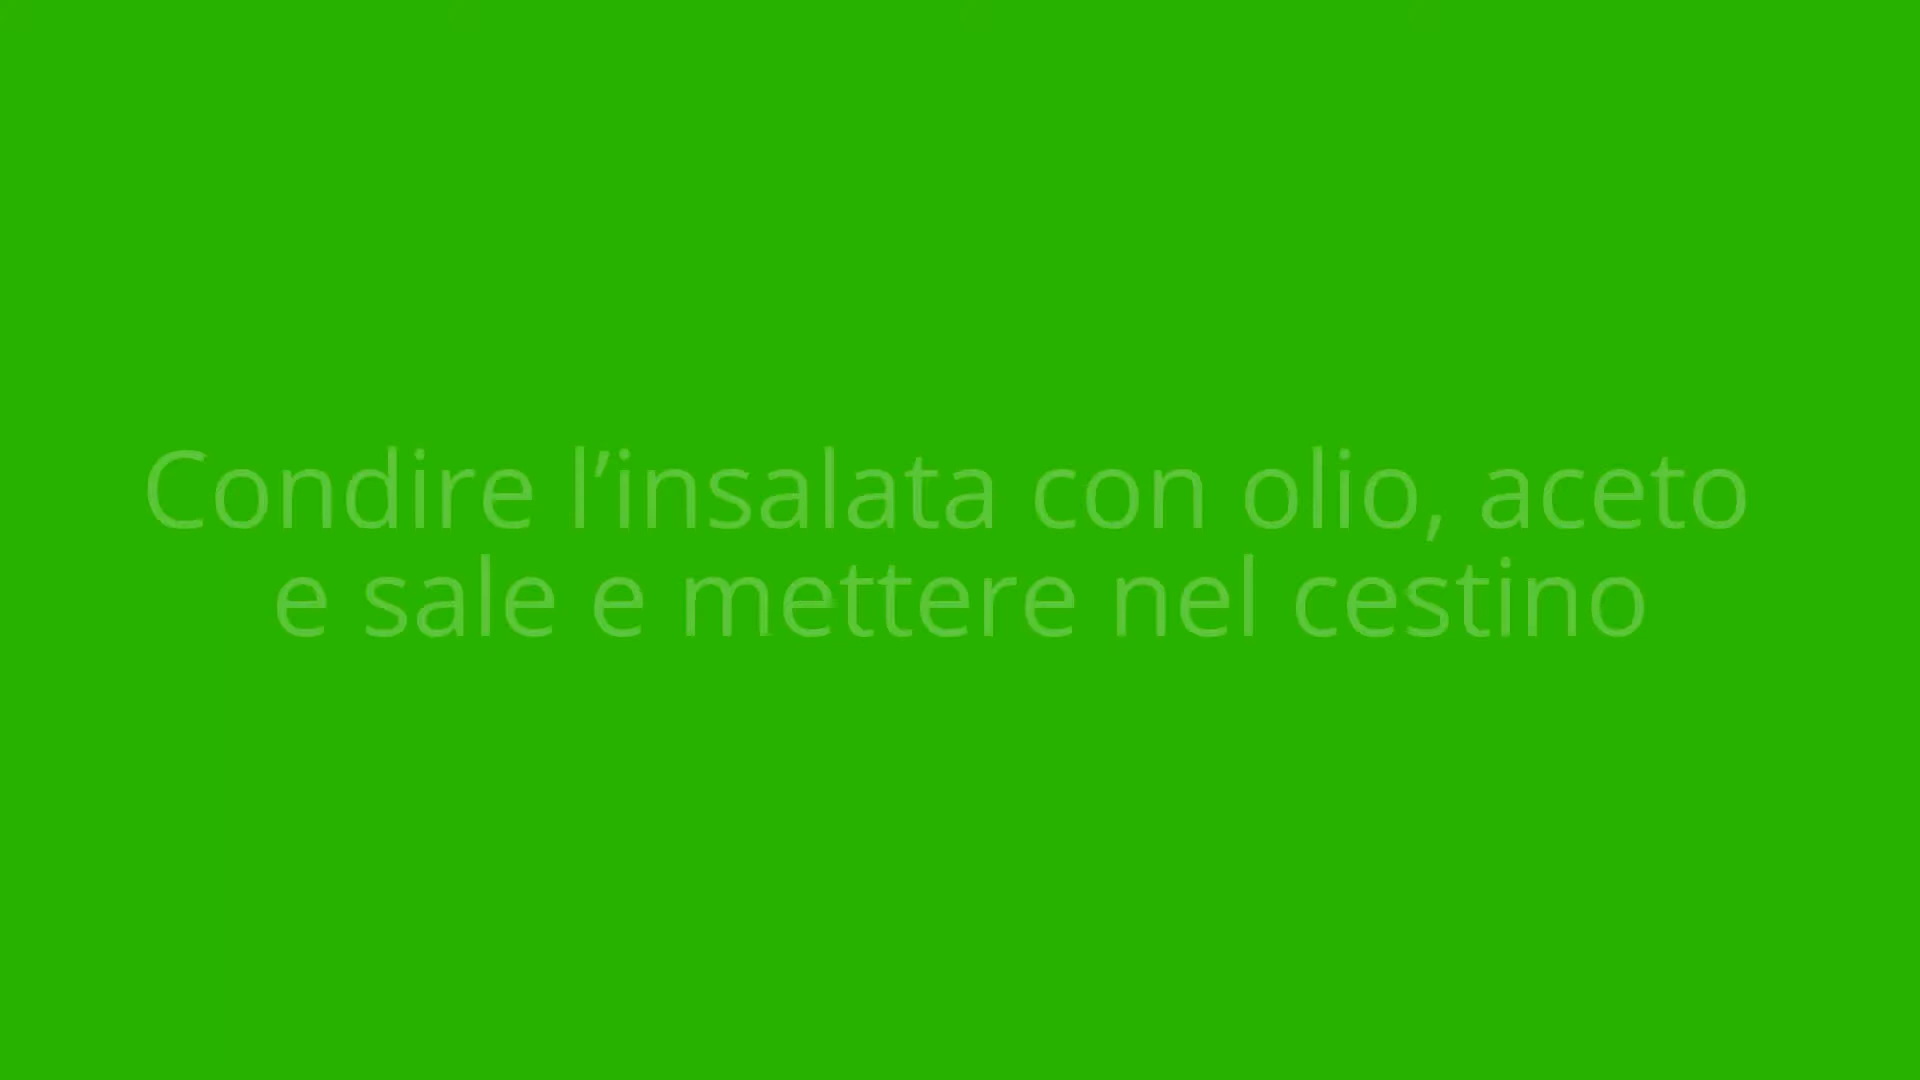 Condire l’insalata con olio, aceto
e sale e mettere nel cestino